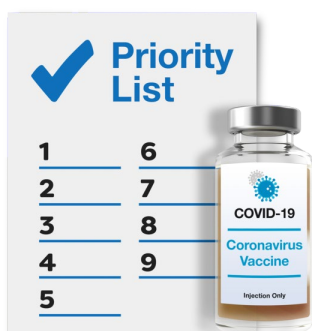 Priority
List
1
2
3
4
5
6
7
8
9
COVID-19
Coronavirus
Vaccine
Injection Only